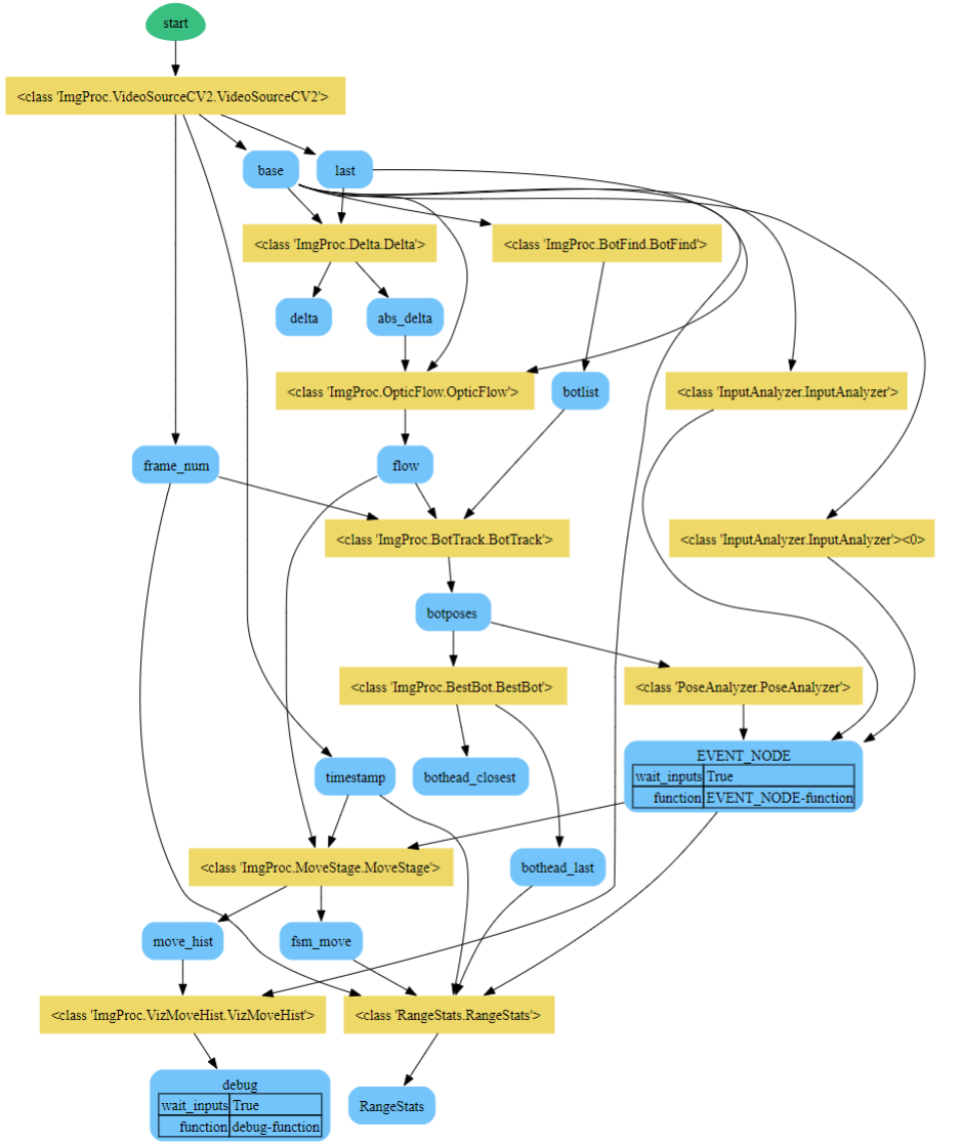 start
<class 'ImgProc.VideoSourceCV2.VideoSourceCV2'>
base
last
<class 'ImgProc.Delta.Delta'>
<class 'ImgProc.BotFind.BotFind'>
delta
abs_delta
<class 'ImgProc.OpticFlow.OpticFlow'>
botlist
<class 'InputAnalyzer.InputAnalyzer'>
frame_num
flow
<class 'ImgProc.BotTrack.BotTrack'>
<class 'InputAnalyzer.InputAnalyzer'><0>
botposes
<class 'ImgProc.BestBot.BestBot'>
<class 'PoseAnalyzer.PoseAnalyzer'>
timestamp
bothead_closest
EVENT_NODE
wait_inputs True
function EVENT_NODE-function
<class 'ImgProc.MoveStage.MoveStage'>
bothead_last
move_hist
fsm_move
<class 'ImgProc.VizMoveHist.VizMoveHist'>
<class 'RangeStats.RangeStats'>
debug
wait_inputs True
function debug-function
RangeStats